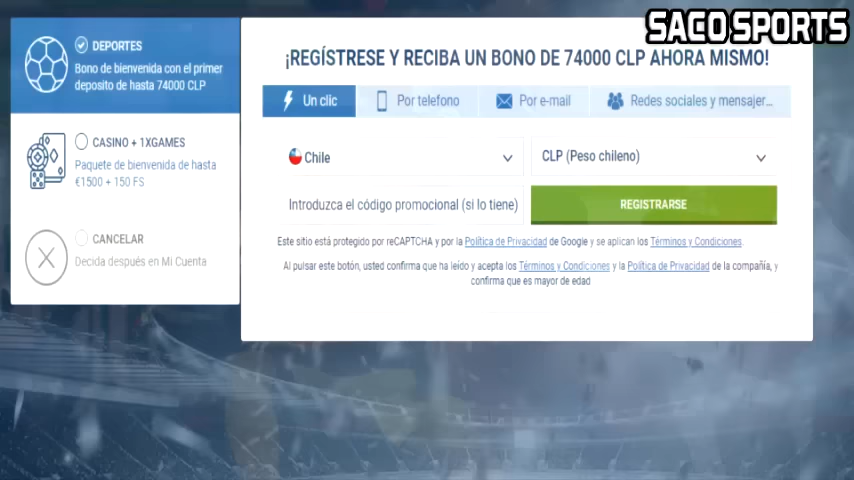 SACO SPORTS
DEPORTES
Bono de bienvenida con el primer
deposito de hasta 74000 CLP
CASINO + 1XGAMES
Paquete de bienvenida de hasta
€1500 + 150 FS
CANCELAR
Decida después en Mi Cuenta
¡REGÍSTRESE Y RECIBA UN BONO DE 74000 CLP AHORA MISMO!
Un clic
Por telefono
Por e-mail
Redes sociales y mensajer...
Chile
CLP (Peso chileno)
Introduzca el código promocional (si lo tiene)
REGISTRARSE
Este sitio está protegido por reCAPTCHA y por la Política de Privacidad de Google y se aplican los Términos y Condiciones.
Al pulsar este botón, usted confirma que ha leído y acepta los Términos y Condiciones y la Política de Privacidad de la compañía, y
confirma que es mayor de edad